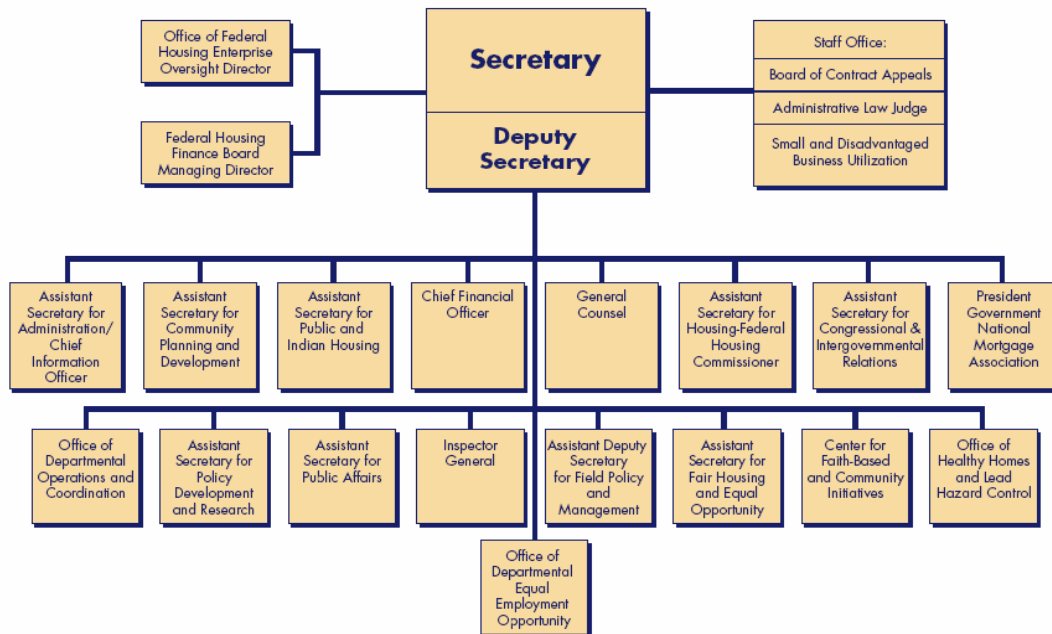 Office of Federal
Housing Enterprise
Oversight Director
Federal Housing
Finance Board
Managing Director
Secretary
Deputy
Secretary
Staff Office:
Board of Contract Appeals
Administrative Law Judge
Small and Disadvantaged
Business Utilization
Assistant
Secretary for
Administration/
Chief
Information
Officer
Assistant
Secretary for
Community
Planning and
Development
Assistant
Secretary for
Public and
Indian Housing
Chief Financial
Officer
General
Counsel
Assistant
Secretary for
Housing-Federal
Housing
Commissioner
Assistant
Secretary for
Congressional &
Intergovernmental
Relations
President
Government
National
Mortgage
Association
Office of
Departmental
Operations and
Coordination
Assistant
Secretary for
Policy
Development
and Research
Assistant
Secretary for
Public Affairs
Inspector
General
Assistant Deputy
Secretary
for Field Policy
and
Management
Assistant
Secretary for
Fair Housing
and Equal
Opportunity
Center for
Faith-Based
and Community
Initiatives
Office of
Healthy Homes
and Lead
Hazard Control
Office of
Departmental
Equal
Employment
Opportunity